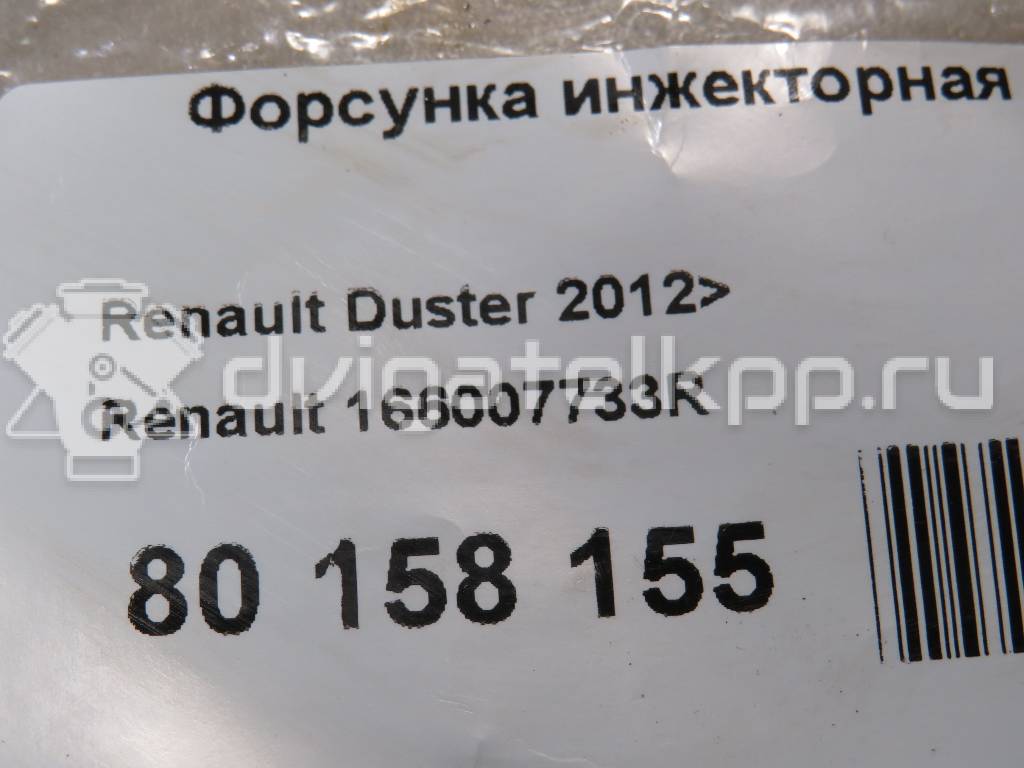 Форсунка инжекторная
Renault Duster 2012>
dvigatelkpp.ru
Renault 166007733R
80 158 155